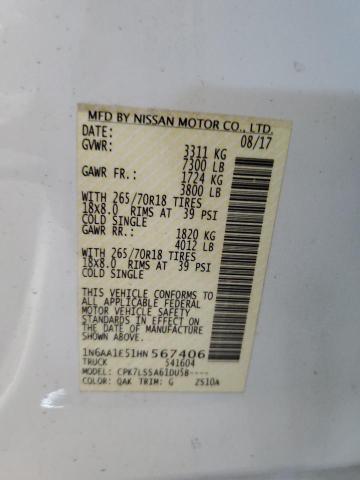 MFD BY NISSAN MOTOR CO., LTD.
DATE: 08/17
GVWR: 3311 KG
7300 LB
GAWR FR.: 1724 KG
3800 LB
WITH 265/70R18 TIRES
18X8.0 RIMS AT 39 PSI
COLD SINGLE
GAWR RR.: 1820 KG
4012 LB
WITH 265/70R18 TIRES
18X8.0 RIMS AT 39 PSI
COLD SINGLE
THIS VEHICLE CONFORMS TO
ALL APPLICABLE FEDERAL
MOTOR VEHICLE SAFETY
STANDARDS IN EFFECT ON
THE DATE OF MANUFACTURE
SHOWN ABOVE
1N6AA1E51HN 567406
TRUCK 541604
MODEL: CPK7LSSA61DU58----
COLOR: QAK TRIM: G ZS10A